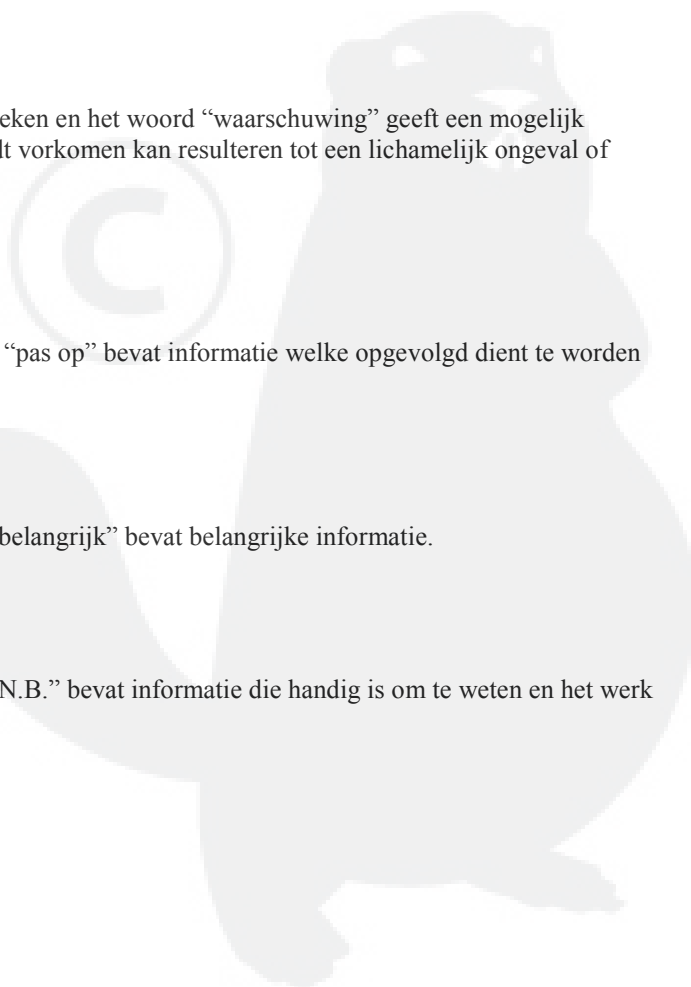 eken en het woord “waarschuwing” geeft een mogelijk
dt vorkomen kan resulteren tot een lichamelijk ongeval of
©
“pas op” bevat informatie welke opgevolgd dient te worden
belangrijk” bevat belangrijke informatie.
N.B.” bevat informatie die handig is om te weten en het werk